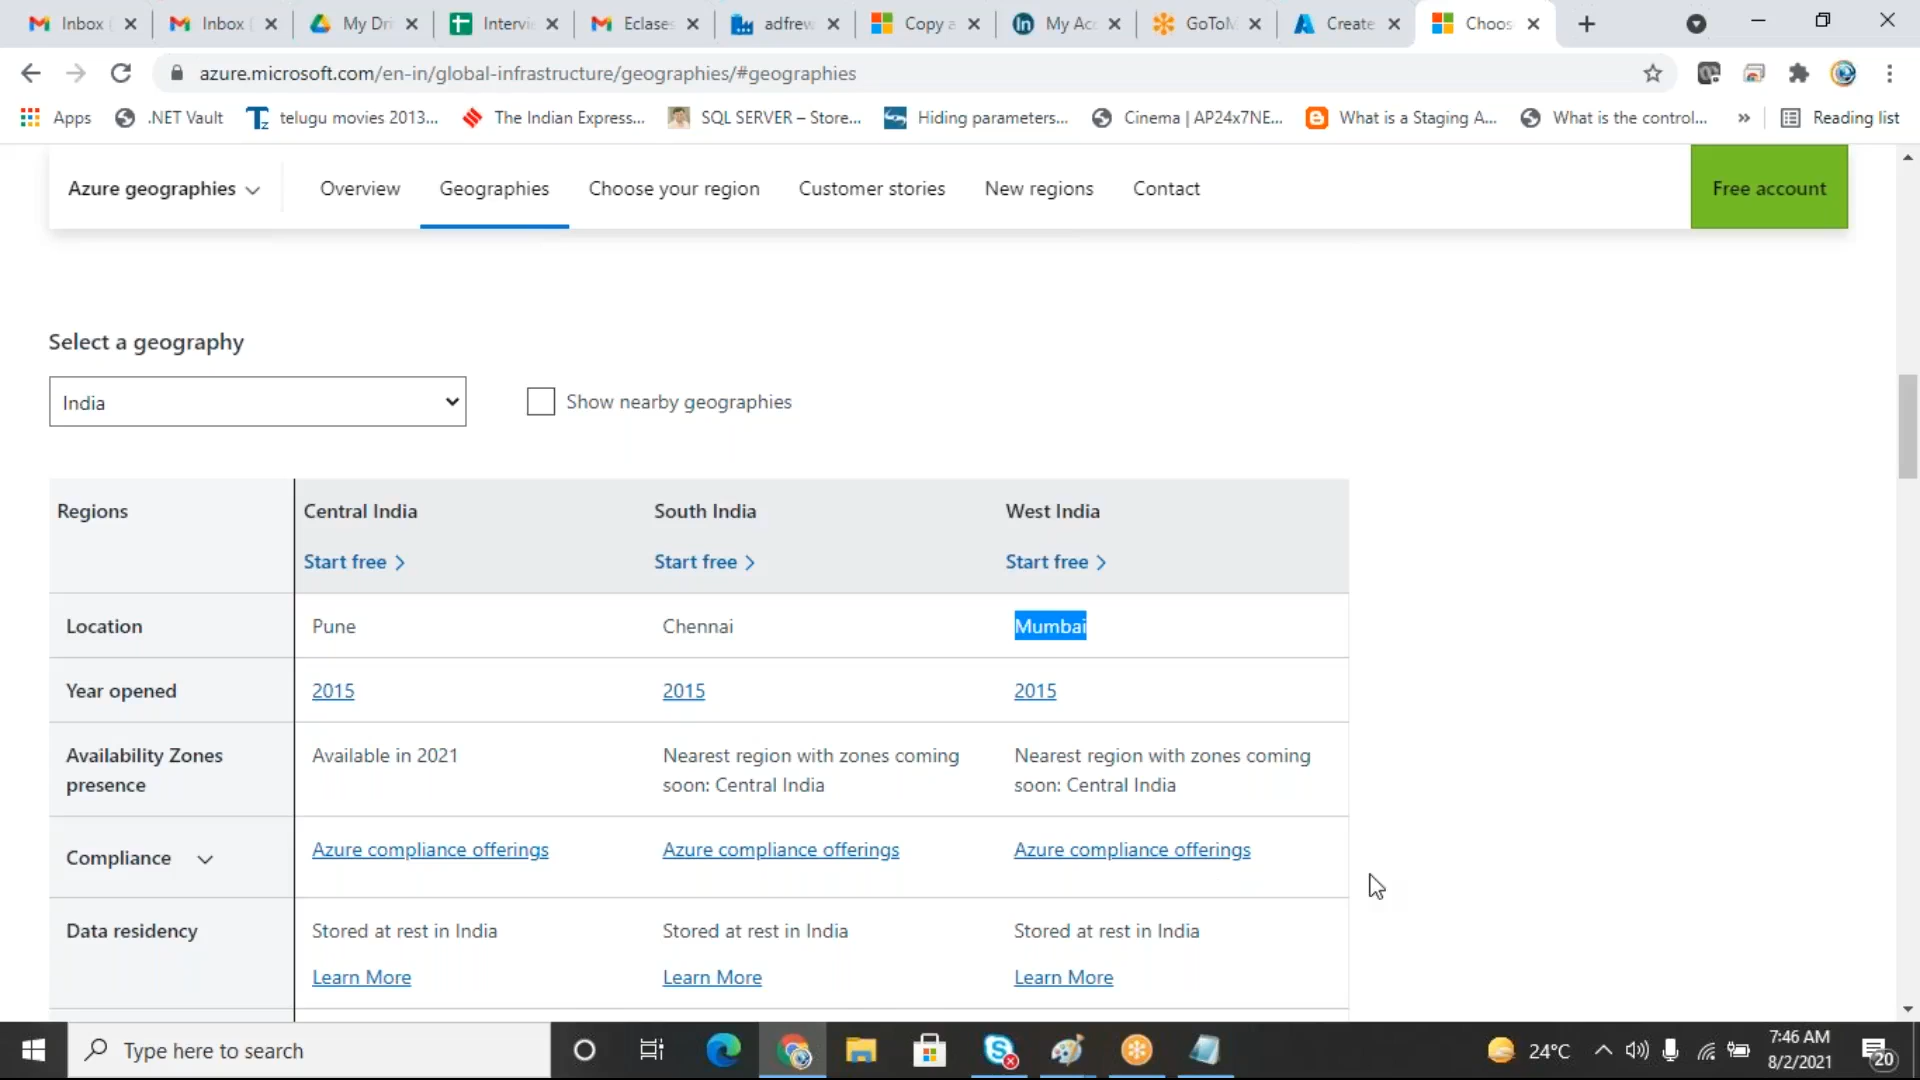 Inbox
Inbox
My Dri
Intervie
Eclases
adfrew
Copy a
My Acc
GoToM
Create
Choos
azure.microsoft.com/en-in/global-infrastructure/geographies/#geographies
Apps
.NET Vault
telugu movies 2013...
The Indian Express...
SQL SERVER – Store...
Hiding parameters...
Cinema | AP24x7NE...
What is a Staging A...
What is the control...
»
Reading list
Azure geographies
Overview
Geographies
Choose your region
Customer stories
New regions
Contact
Free account
Select a geography
India
Show nearby geographies
Regions
Central India
South India
West India
Start free
Start free
Start free
Location
Pune
Chennai
Mumbai
Year opened
2015
2015
2015
Availability Zones
presence
Available in 2021
Nearest region with zones coming
soon: Central India
Nearest region with zones coming
soon: Central India
Compliance
Azure compliance offerings
Azure compliance offerings
Azure compliance offerings
Data residency
Stored at rest in India
Stored at rest in India
Stored at rest in India
Learn More
Learn More
Learn More
Type here to search
24°C
7:46 AM
8/2/2021
20